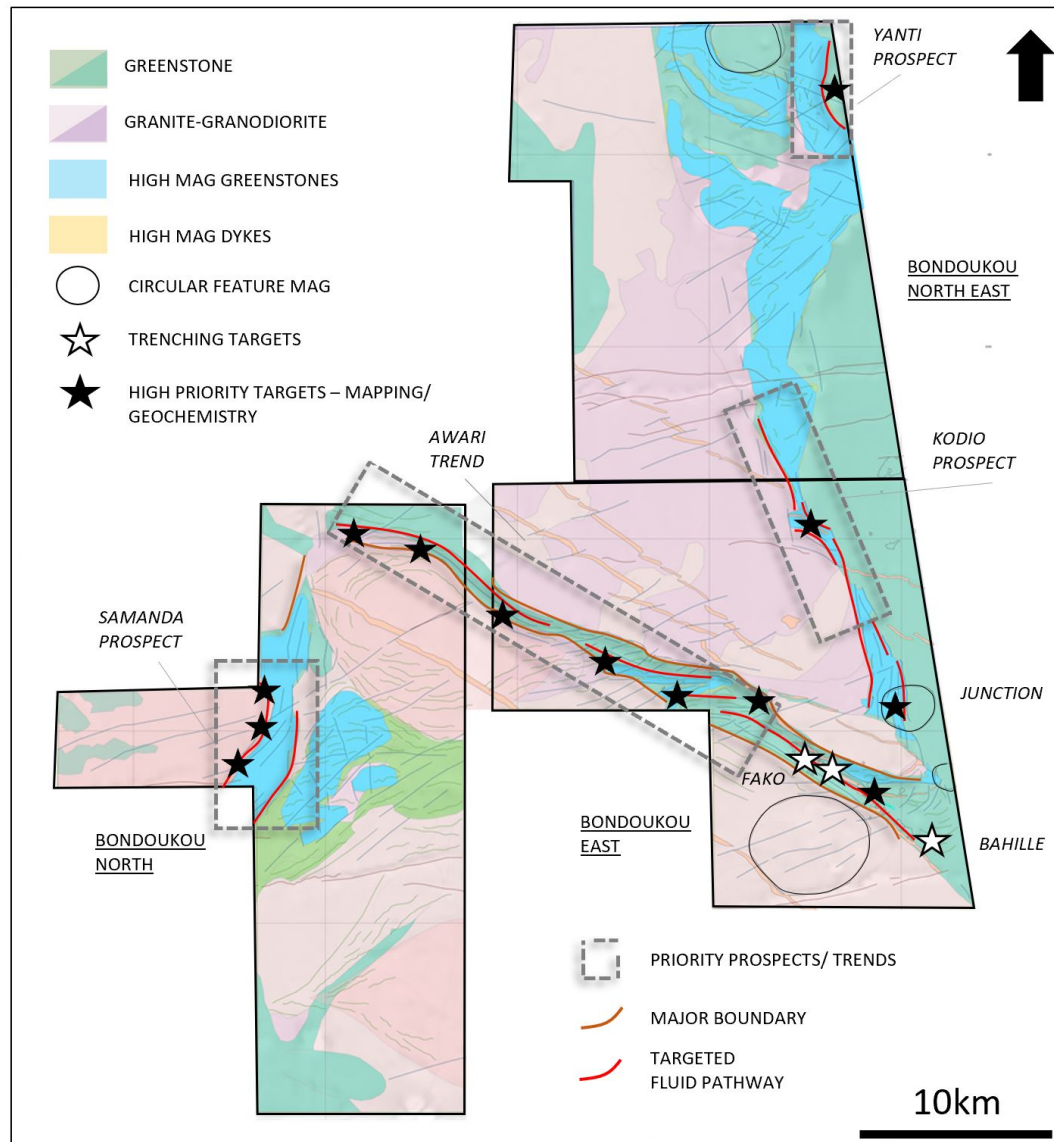 GREENSTONE
GRANITE-GRANODIORITE
HIGH MAG GREENSTONES
HIGH MAG DYKES
CIRCULAR FEATURE MAG
TRENCHING TARGETS
HIGH PRIORITY TARGETS – MAPPING/
GEOCHEMISTRY
YANTI
PROSPECT
BONDOUKOU
NORTH EAST
AWARI
TREND
KODIO
PROSPECT
SAMANDA
PROSPECT
JUNCTION
FAKO
BONDOUKOU
EAST
BAHILLE
BONDOUKOU
NORTH
PRIORITY PROSPECTS/ TRENDS
MAJOR BOUNDARY
TARGETED
FLUID PATHWAY
10km